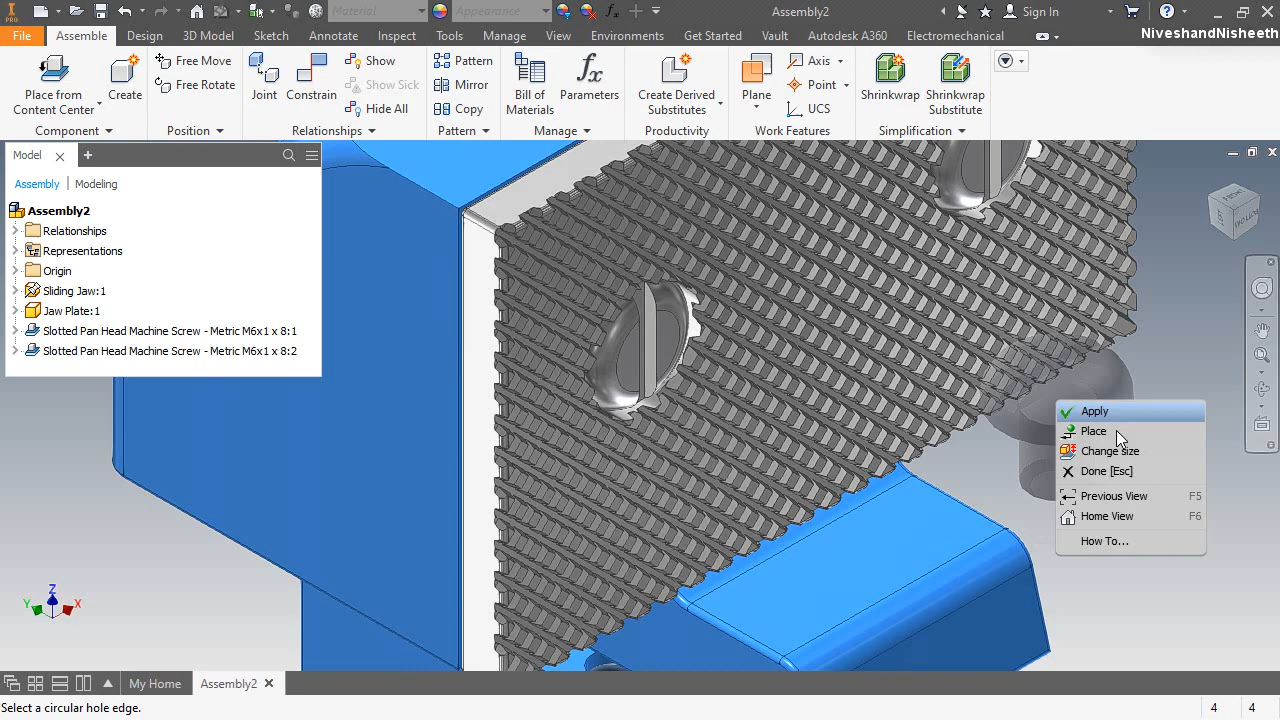 PRO
Material
Appearance
Assembly2
Sign In
NiveshandNisheeth
File
Assemble
Design
3D Model
Sketch
Annotate
Inspect
Tools
Manage
View
Environments
Get Started
Vault
Autodesk A360
Electromechanical
Place from
Content Center
Create
Free Move
Free Rotate
Joint
Constrain
Show
Show Sick
Hide All
Pattern
Mirror
Copy
Bill of
Materials
fx
Parameters
Create Derived
Substitutes
Plane
Axis
Point
UCS
Shrinkwrap
Shrinkwrap
Substitute
Component
Position
Relationships
Pattern
Manage
Productivity
Work Features
Simplification
Model
Assembly
Modeling
Assembly2
Relationships
Representations
Origin
Sliding Jaw:1
Jaw Plate:1
Slotted Pan Head Machine Screw - Metric M6x1 x 8:1
Slotted Pan Head Machine Screw - Metric M6x1 x 8:2
BOTTOM
Apply
Place
Change size
Done [Esc]
Previous View F5
Home View F6
How To...
Z
Y
X
My Home
Assembly2
Select a circular hole edge.
4 4